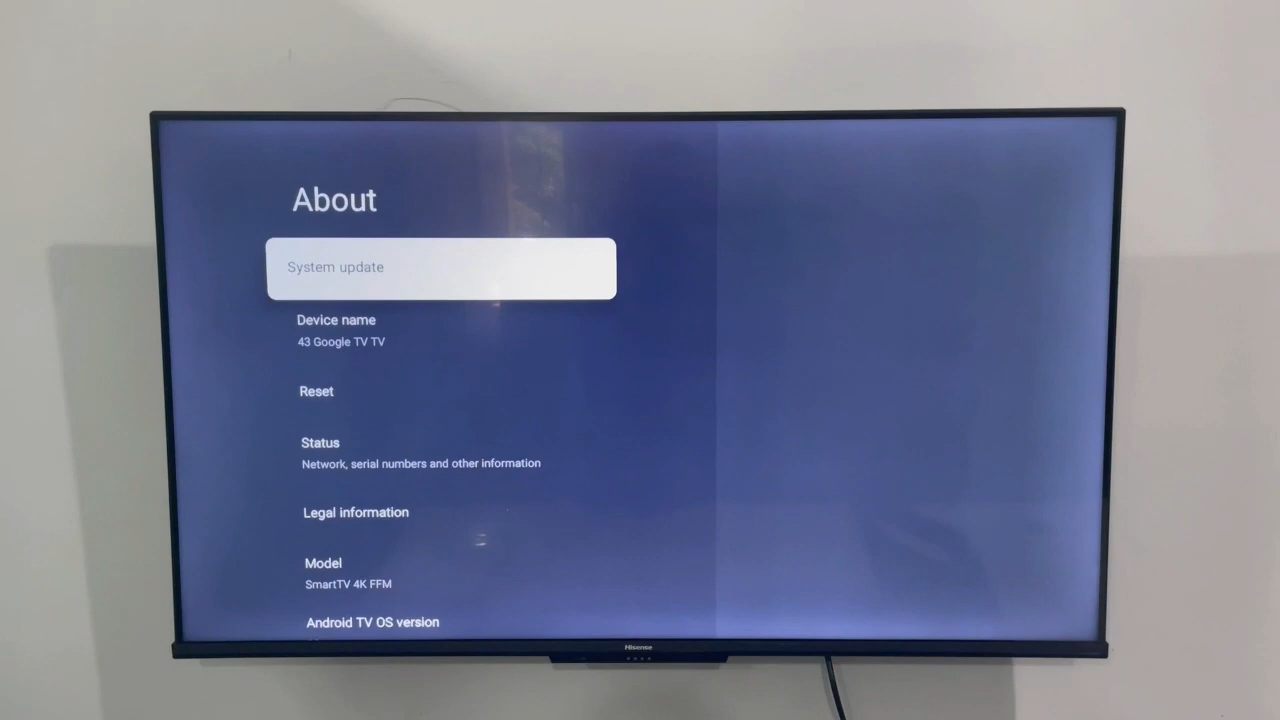 About
System update
Device name
43 Google TV TV
Reset
Status
Network, serial numbers and other information
Legal information
Model
SmartTV 4K FFM
Android TV OS version
Hisense